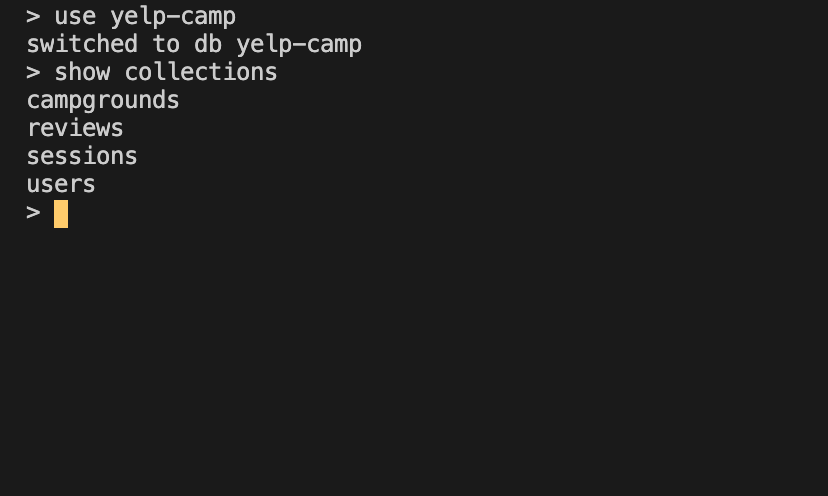 > use yelp-camp
switched to db yelp-camp
> show collections
campgrounds
reviews
sessions
users
>